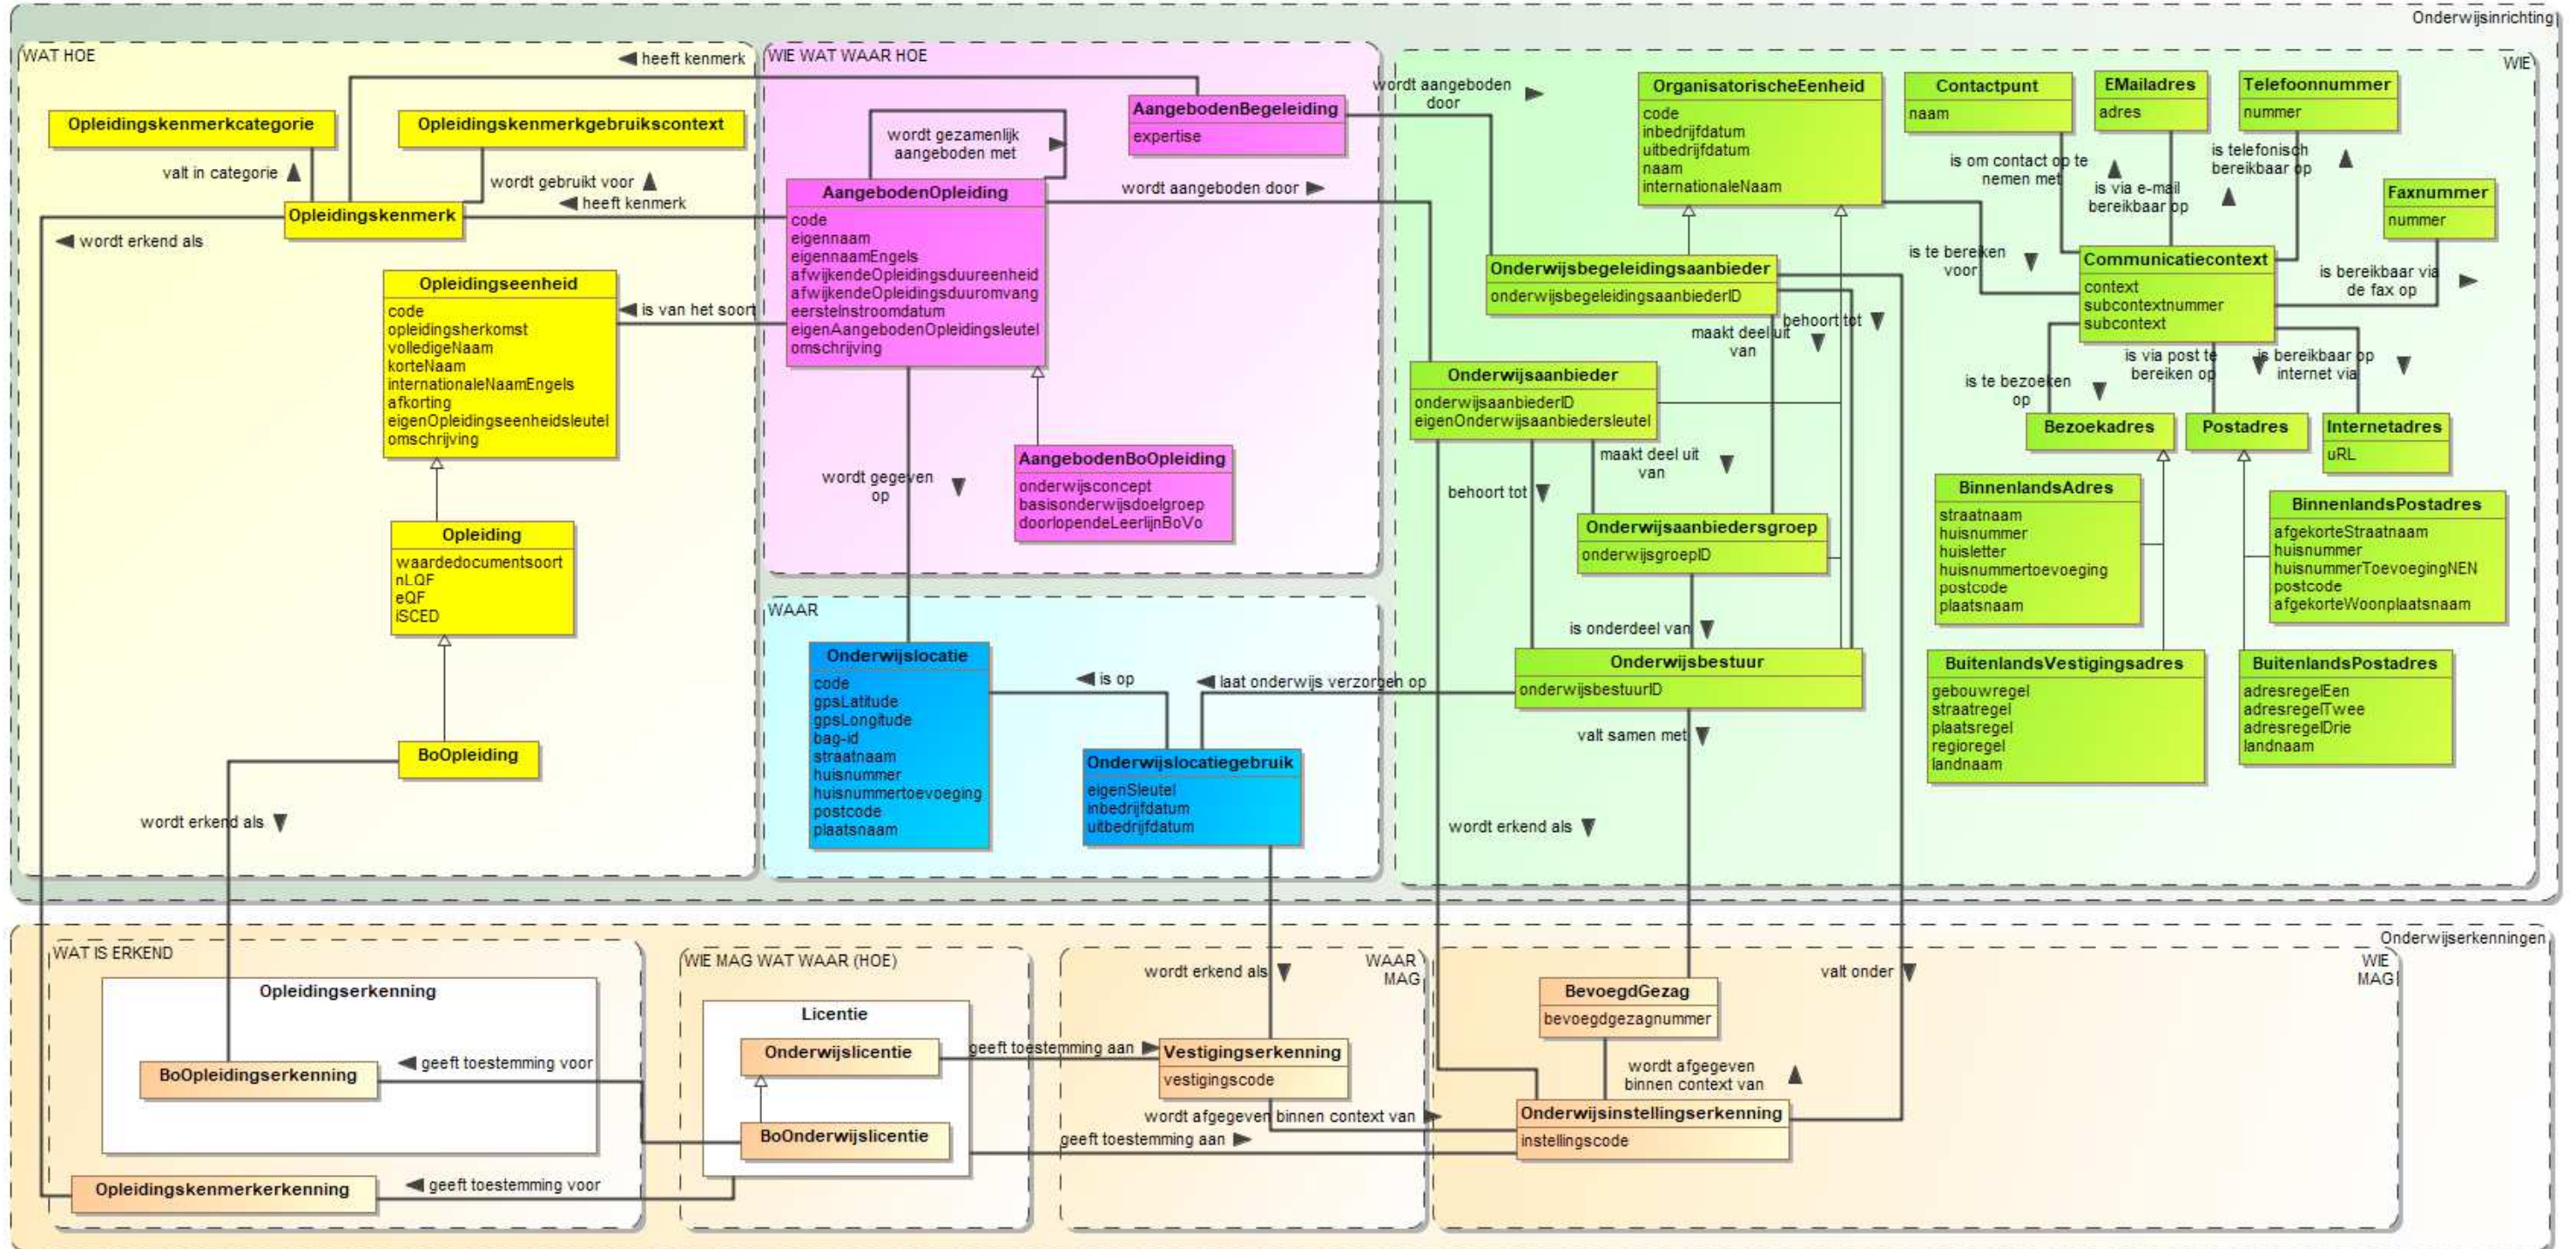 Onderwijsinrichting
WAT HOE
heeft kenmerk
Opleidingskenmerkcategorie
Opleidingskenmerkgebruikscontext
valt in categorie
wordt gebruikt voor
heeft kenmerk
Opleidingskenmerk
wordt erkend als
Opleidingseenheid
code
opleidingsherkomst
volledigeNaam
korteNaam
internationaleNaamEngels
afkorting
eigenOpleidingseenheidsleutel
omschrijving
is van het soort
Opleiding
waardedocumentsoort
nLQF
eQF
iSCED
BoOpleiding
wordt erkend als
WIE WAT WAAR HOE
AangebodenBegeleiding
expertise
wordt gezamenlijk
aangeboden met
AangebodenOpleiding
code
eigennaam
eigennaamEngels
afwijkendeOpleidingsduureenheid
afwijkendeOpleidingsduuromvang
eersteInstroomdatum
eigenAangebodenOpleidingsleutel
omschrijving
wordt aangeboden door
AangebodenBoOpleiding
onderwijsconcept
basisonderwijsdoelgroep
doorlopendeLeerlijnBoVo
wordt gegeven
op
WAAR
Onderwijslocatie
code
gpsLatitude
gpsLongitude
bag-id
straatnaam
huisnummer
huisnummertoevoeging
postcode
plaatsnaam
is op
laat onderwijs verzorgen op
Onderwijslocatiegebruik
eigenSleutel
inbedrijfdatum
uitbedrijfdatum
WIE
wordt aangeboden
door
OrganisatorischeEenheid
code
inbedrijfdatum
uitbedrijfdatum
naam
internationaleNaam
Contactpunt
naam
EMailadres
adres
Telefoonnummer
nummer
is om contact op te
nemen met
is via e-mail
bereikbaar op
is telefonisch
bereikbaar op
Faxnummer
nummer
Onderwijsbegeleidingsaanbieder
onderwijsbegeleidingsaanbiederID
is te bereiken
voor
Communicatiecontext
context
subcontextnummer
subcontext
is bereikbaar via
de fax op
maakt deel uit
van
behoort tot
is te bezoeken
op
is via post te
bereiken op
is bereikbaar op
internet via
Onderwijsaanbieder
onderwijsaanbiederID
eigenOnderwijsaanbiedersleutel
Bezoekadres
Postadres
Internetadres
uRL
maakt deel uit
van
behoort tot
Onderwijsaanbiedersgroep
onderwijsgroepID
BinnenlandsAdres
straatnaam
huisnummer
huisletter
huisnummertoevoeging
postcode
plaatsnaam
BinnenlandsPostadres
afgekorteStraatnaam
huisnummer
huisnummerToevoegingNEN
postcode
afgekorteWoonplaatsnaam
is onderdeel van
Onderwijsbestuur
onderwijsbestuurID
BuitenlandsVestigingsadres
gebouwregel
straatregel
plaatsregel
regioregel
landnaam
BuitenlandsPostadres
adresregelEen
adresregelTwee
adresregelDrie
landnaam
valt samen met
wordt erkend als
Onderwijserkenningen
WAT IS ERKEND
Opleidingserkenning
BoOpleidingserkenning
geeft toestemming voor
Opleidingskenmerkerkenning
geeft toestemming voor
WIE MAG WAT WAAR (HOE)
Licentie
Onderwijslicentie
BoOnderwijslicentie
geeft toestemming aan
geeft toestemming aan
WAAR
MAG
wordt erkend als
Vestigingserkenning
vestigingscode
wordt afgegeven binnen context van
WIE
MAG
valt onder
BevoegdGezag
bevoegdgezagnummer
wordt afgegeven
binnen context van
Onderwijsinstellingserkenning
instellingscode